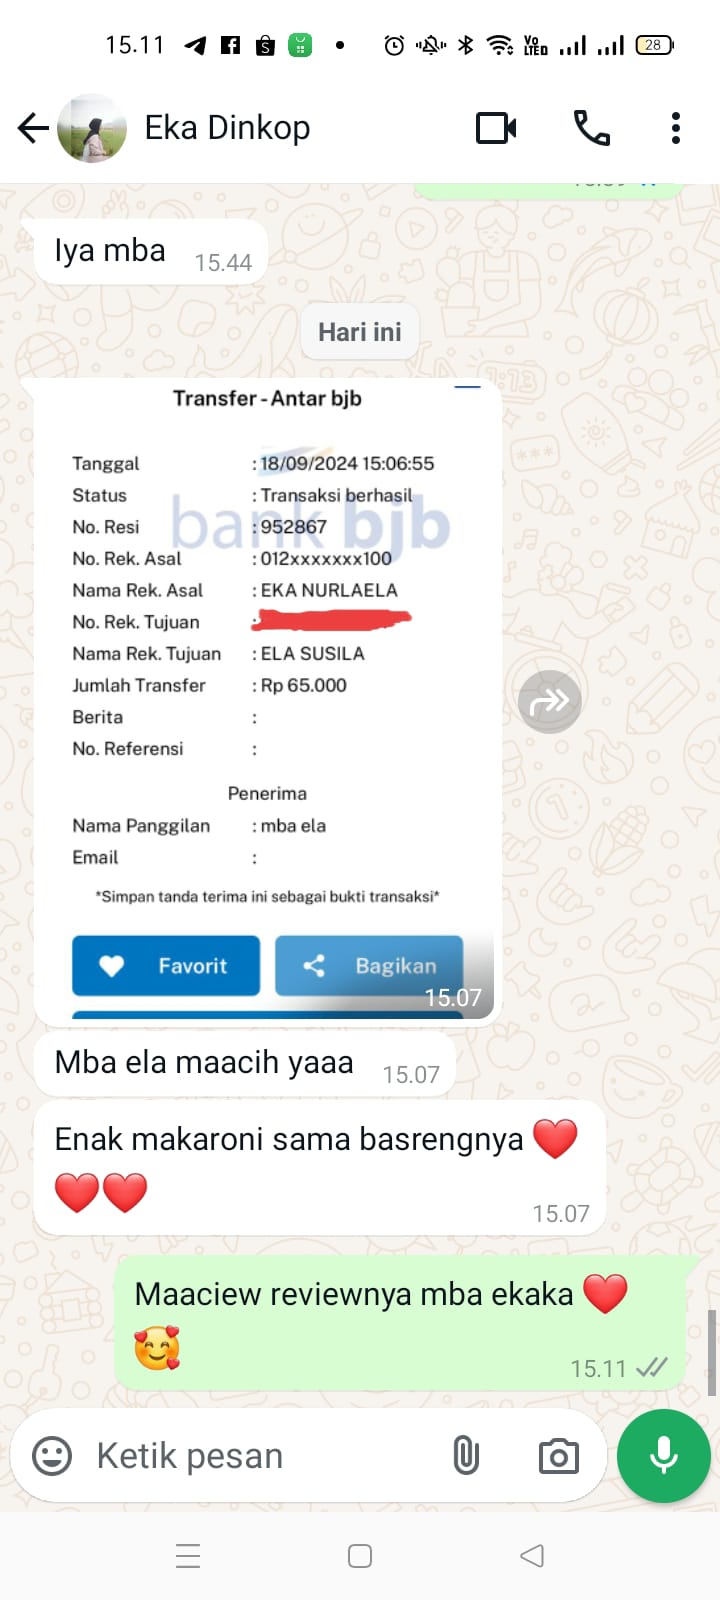 15.11
28
Eka Dinkop
Iya mba 15.44
Hari ini
Transfer - Antar bjb
Tanggal : 18/09/2024 15:06:55
Status : Transaksi berhasil
bank bjb
No. Resi : 952867
No. Rek. Asal : 012xxxxxxx100
Nama Rek. Asal : EKA NURLAELA
No. Rek. Tujuan :
Nama Rek. Tujuan : ELA SUSILA
Jumlah Transfer : Rp 65.000
Berita :
No. Referensi :
Penerima
Nama Panggilan : mba ela
Email :
*Simpan tanda terima ini sebagai bukti transaksi*
Favorit Bagikan
15.07
Mba ela maacih yaaa 15.07
Enak makaroni sama basrengnya ❤️
❤️❤️
15.07
Maaciew reviewnya mba ekaka ❤️
🥰
15.11
Ketik pesan